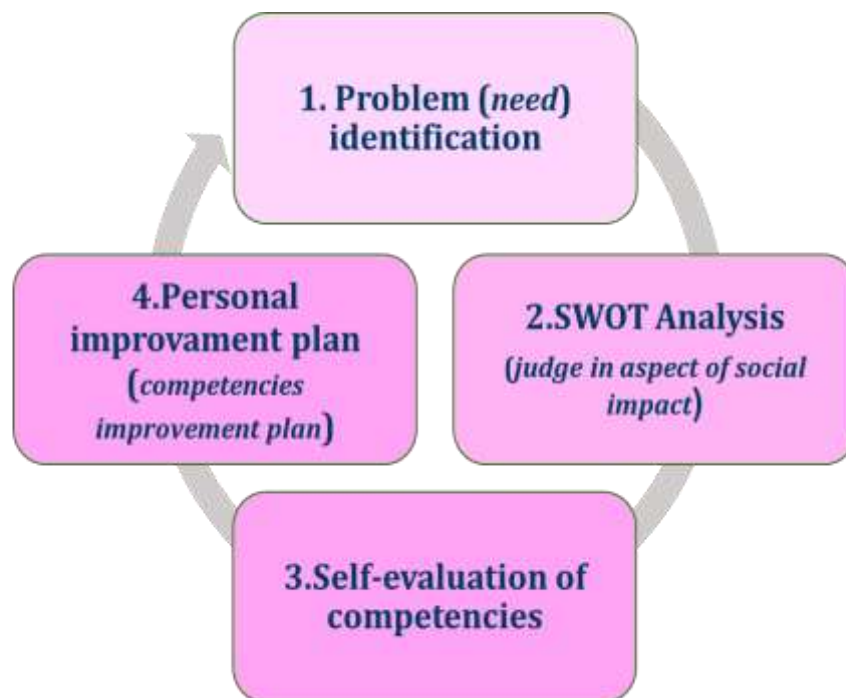 1. Problem (need)
identification
2.SWOT Analysis
(judge in aspect of social
impact)
3.Self-evaluation of
competencies
4.Personal
improvament plan
(competencies
improvement plan)